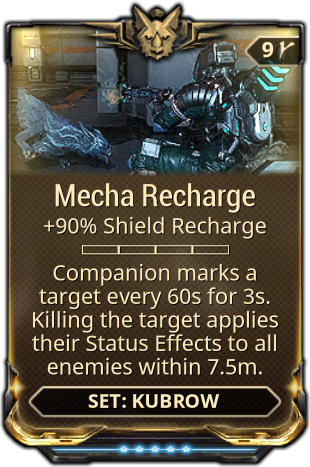 9
Mecha Recharge
+90% Shield Recharge
Companion marks a
target every 60s for 3s.
Killing the target applies
their Status Effects to all
enemies within 7.5m.
SET: KUBROW